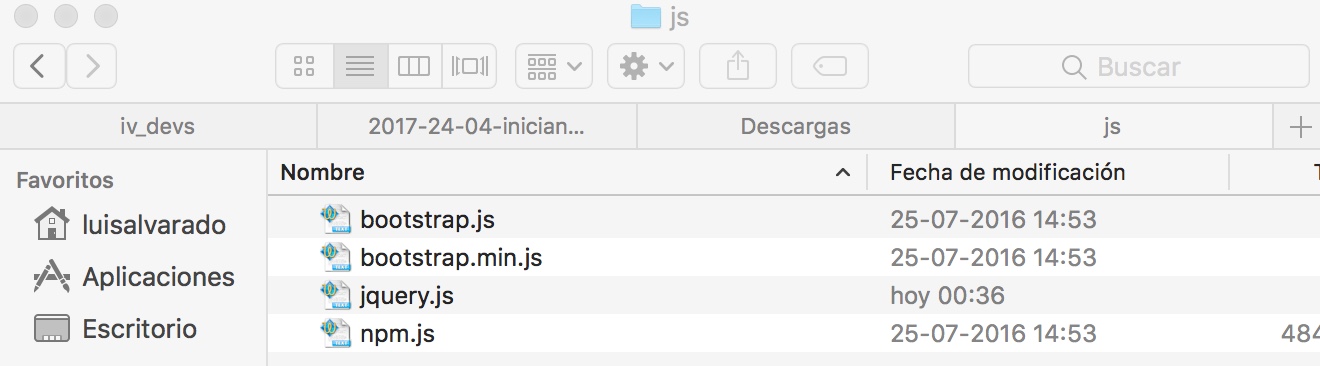 js
Buscar
iv_devs 2017-24-04-inician... Descargas js
Favoritos
luisalvarado
Aplicaciones
Escritorio
Nombre Fecha de modificación T
bootstrap.js 25-07-2016 14:53
bootstrap.min.js 25-07-2016 14:53
jquery.js hoy 00:36
npm.js 25-07-2016 14:53 484